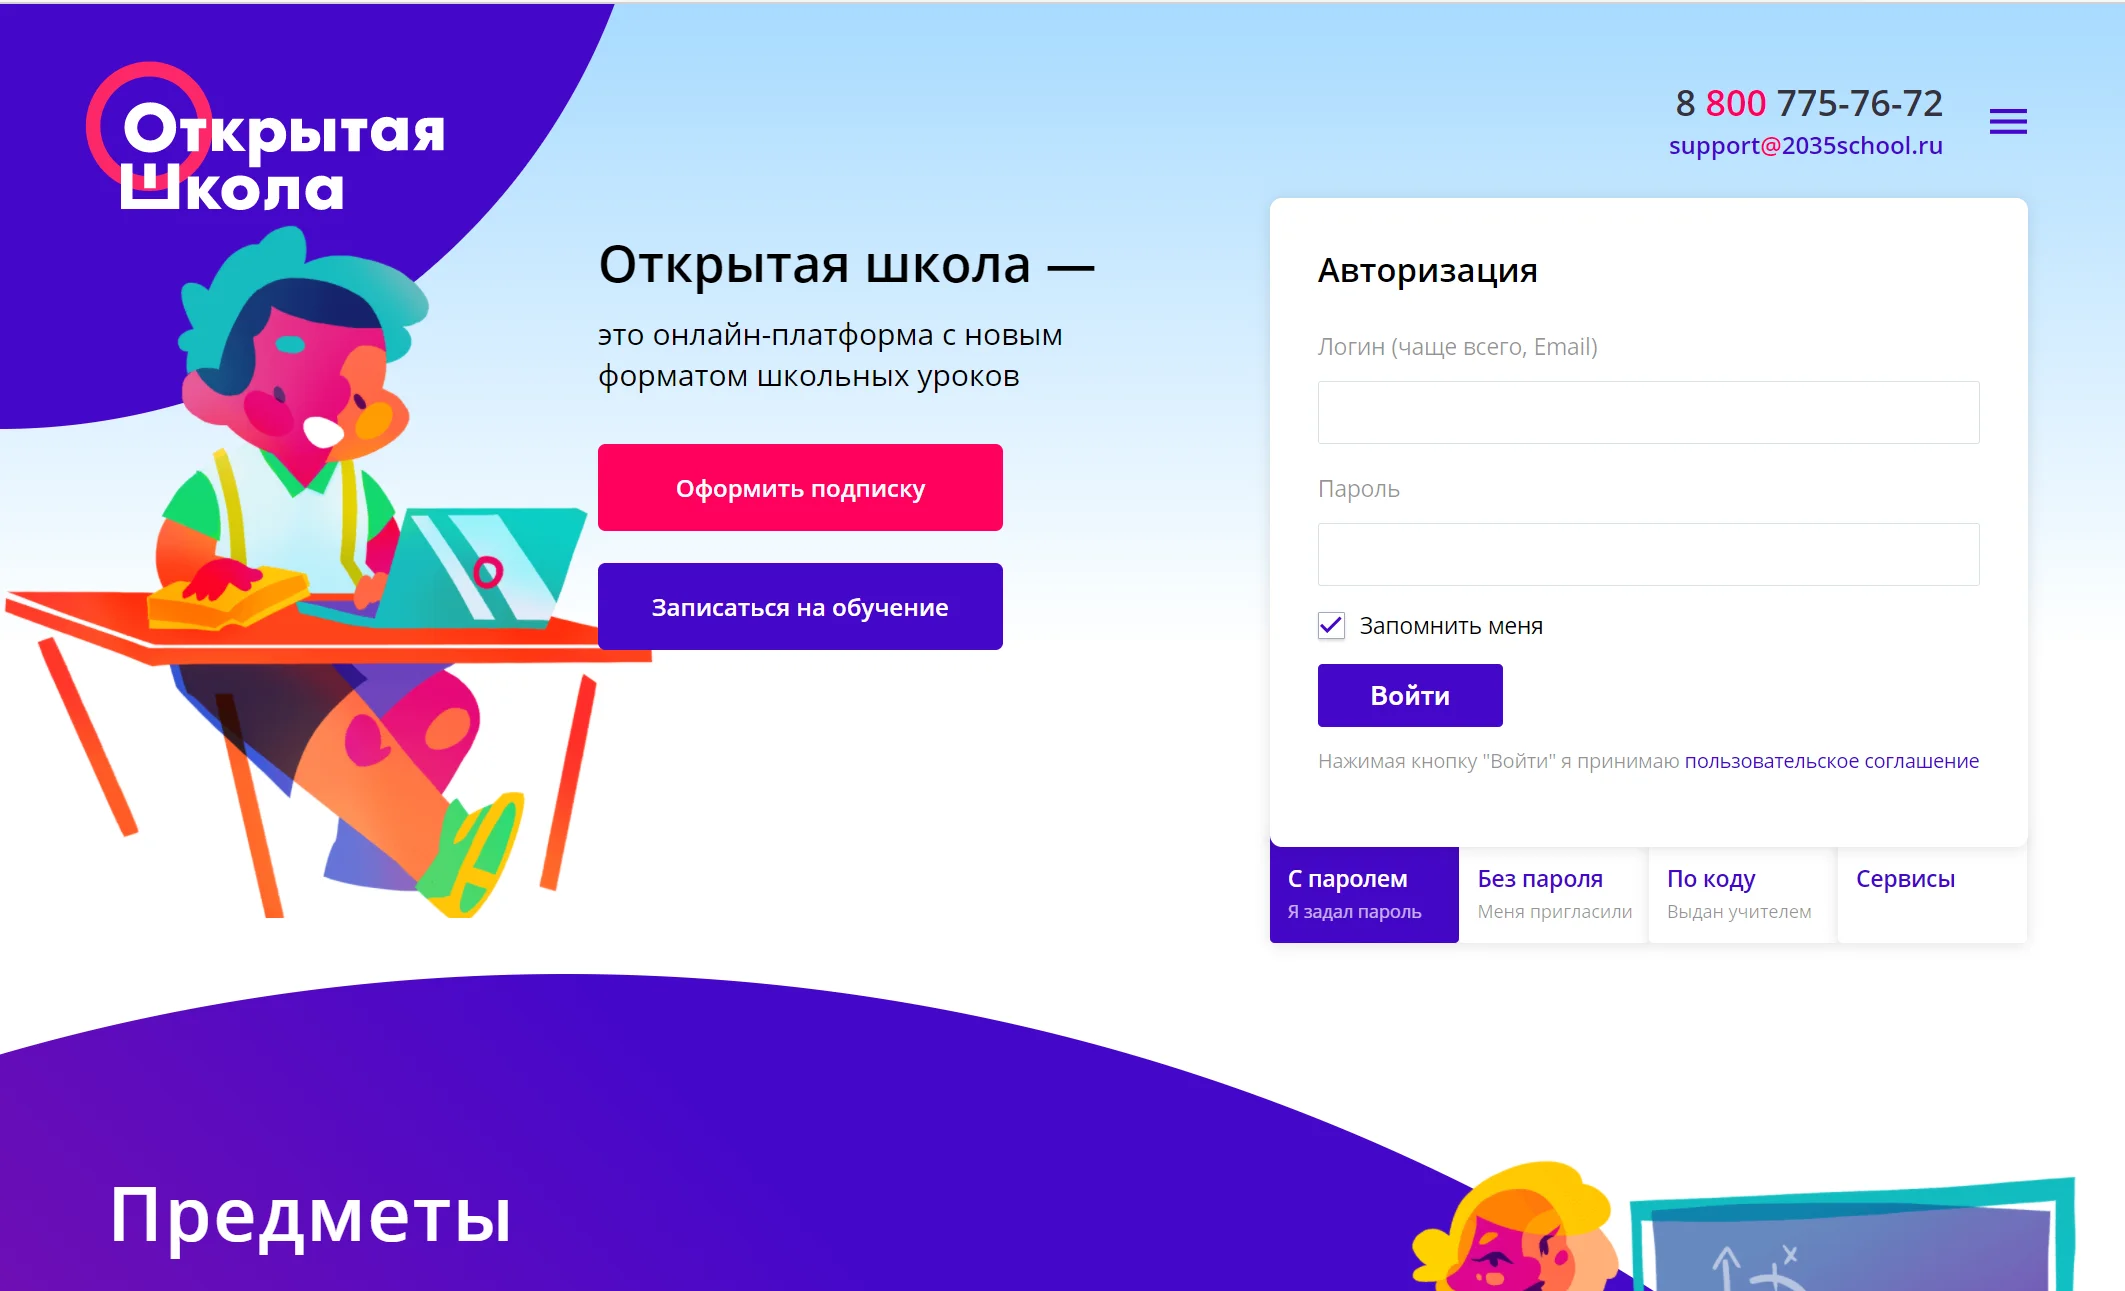 Открытая
Школа
8 800 775-76-72
support@2035school.ru
Открытая школа —
это онлайн-платформа с новым
форматом школьных уроков
Оформить подписку
Записаться на обучение
Авторизация
Логин (чаще всего, Email)
Пароль
Запомнить меня
Войти
Нажимая кнопку "Войти" я принимаю пользовательское соглашение
С паролем
Я задал пароль
Без пароля
Меня пригласили
По коду
Выдан учителем
Сервисы
Предметы
x